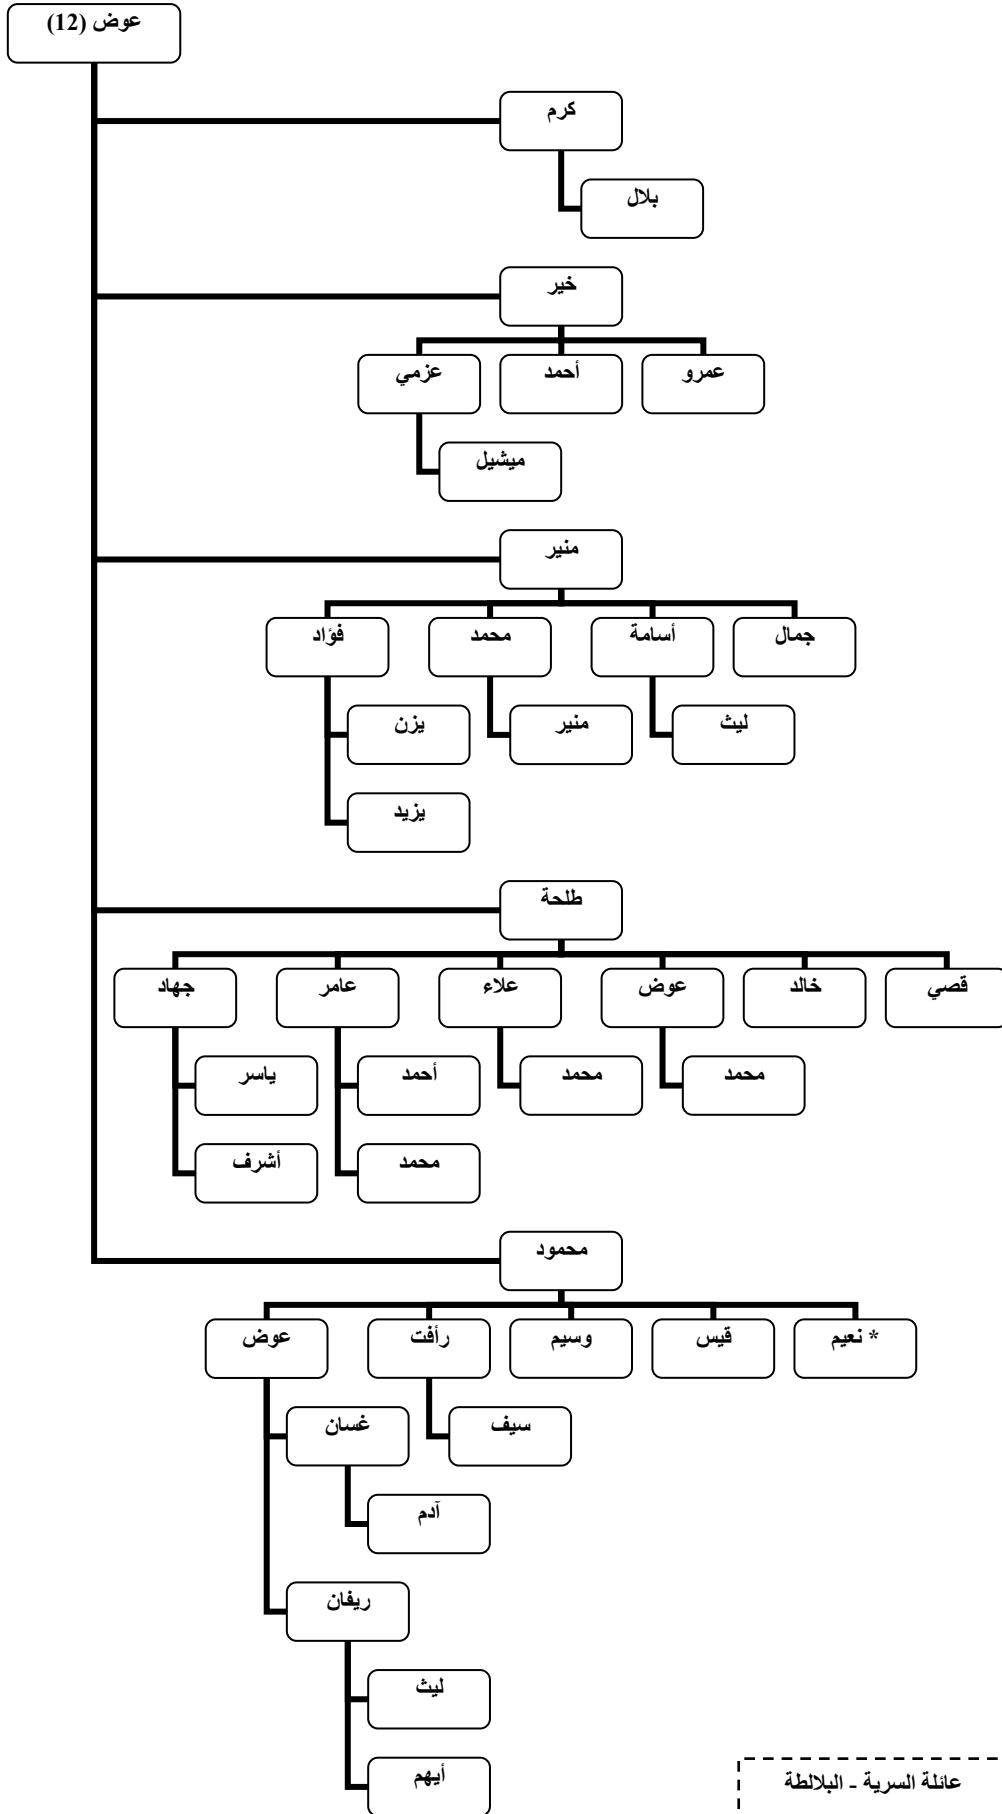 عوض (12)
كرم
بلال
خير
عمرو أحمد عزمي
ميشيل
منير
جمال أسامة محمد فؤاد
ليث منير يزن
يزيد
طلحة
قصي خالد عوض علاء عامر جهاد
محمد محمد أحمد ياسر
محمد أشرف
محمود
* نعيم قيس وسيم رأفت عوض
سيف غسان
آدم
ريفان
ليث
أيهم
عائلة السرية - البلالطة